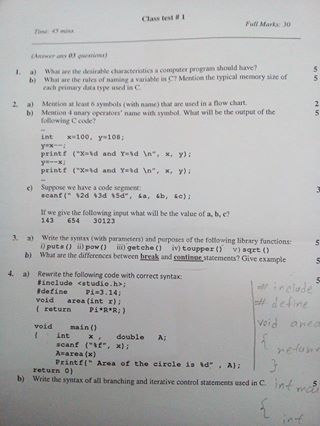 Class test # 1
Time: 45 mins
Full Marks: 30
(Answer any 03 questions)
1. a) What are the desirable characteristics a computer program should have? 5
b) What are the rules of naming a variable in C? Mention the typical memory size of 5
each primary data type used in C.
2. a) Mention at least 6 symbols (with name) that are used in a flow chart. 2
b) Mention 4 unary operators' name with symbol. What will be the output of the 5
following C code?
…
int x=100, y=108;
y=x--;
printf ("X=%d and Y=%d \n", x, y);
y=--x;
printf ("X=%d and Y=%d \n", x, y);
…
c) Suppose we have a code segment: 3
scanf(" %2d %3d %5d", &a, &b, &c);
If we give the following input what will be the value of a, b, c?
143 654 30123
3. a) Write the syntax (with parameters) and purposes of the following library functions: 5
i) puts () ii) pow() iii) getche() iv) toupper() v) sqrt ()
b) What are the differences between break and continue statements? Give example 5
4. a) Rewrite the following code with correct syntax: 5
#include <studio.h>;
#define Pi=3.14;
void area(int r);
{ return Pi*R*R;}
void main()
{ int x , double A;
scanf ("%f", x);
A=area(x)
Printf(" Area of the circle is %d" , A);
return 0}
b) Write the syntax of all branching and iterative control statements used in C. 5
# include
# define
void area
{
return
}
int ma
{
int